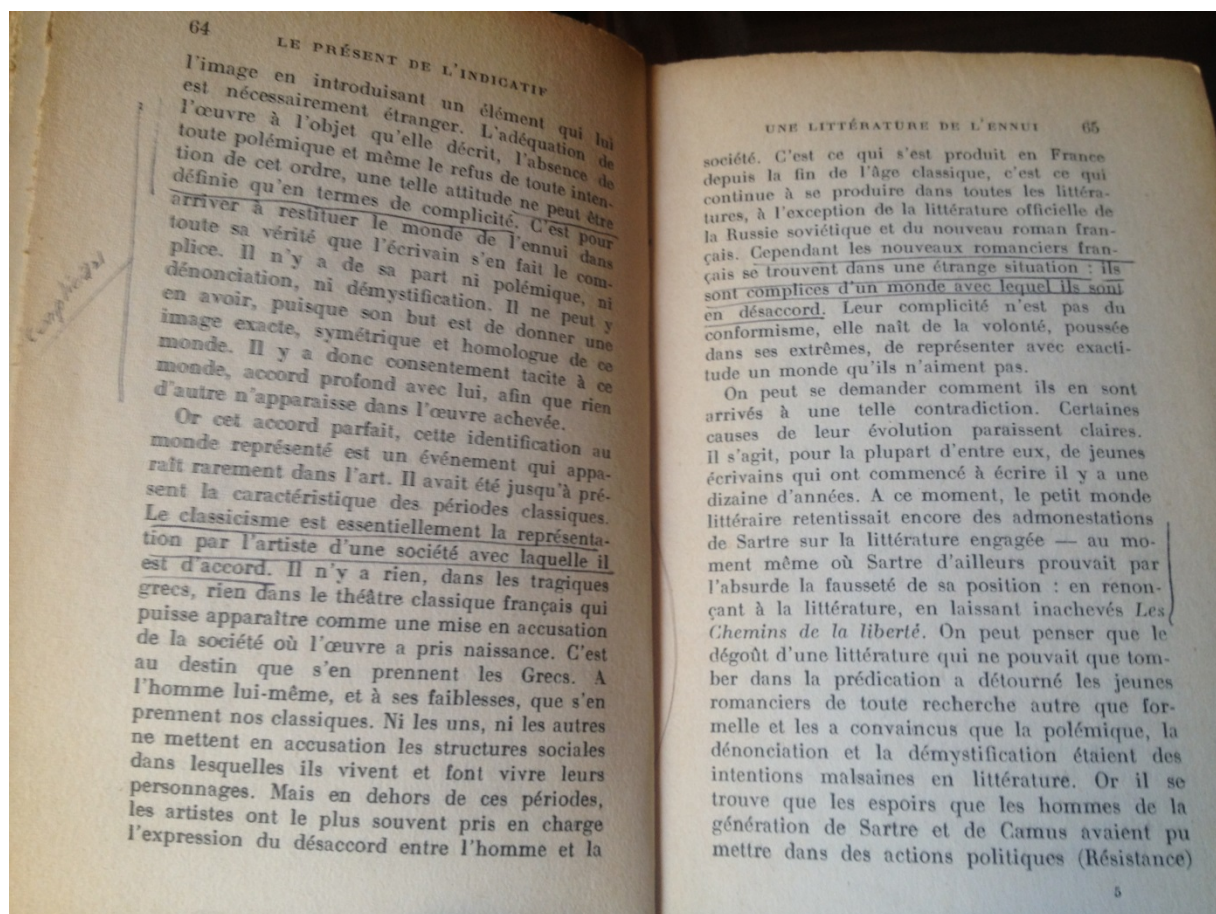 64
LE PRÉSENT DE L'INDICATIF
l'image en introduisant un élément qui lui
est nécessairement étranger. L'adéquation de
l'œuvre à l'objet qu'elle décrit, l'absence de
toute polémique et même le refus de toute inten-
tion de cet ordre, une telle attitude ne peut être
définie qu'en termes de complicité. C'est pour
arriver à restituer le monde de l'ennui dans
toute sa vérité que l'écrivain s'en fait le com-
plice. Il n'y a de sa part ni polémique, ni
dénonciation, ni démystification. Il ne peut y
en avoir, puisque son but est de donner une
image exacte, symétrique et homologue de ce
monde. Il y a donc consentement tacite à ce
monde, accord profond avec lui, afin que rien
d'autre n'apparaisse dans l'œuvre achevée.
Or cet accord parfait, cette identification au
monde représenté est un événement qui appa-
raît rarement dans l'art. Il avait été jusqu'à pré-
sent la caractéristique des périodes classiques.
Le classicisme est essentiellement la représenta-
tion par l'artiste d'une société avec laquelle il
est d'accord. Il n'y a rien, dans les tragiques
grecs, rien dans le théâtre classique français qui
puisse apparaître comme une mise en accusation
de la société où l'œuvre a pris naissance. C'est
au destin que s'en prennent les Grecs. A
l'homme lui-même, et à ses faiblesses, que s'en
prennent nos classiques. Ni les uns, ni les autres
ne mettent en accusation les structures sociales
dans lesquelles ils vivent et font vivre leurs
personnages. Mais en dehors de ces périodes,
les artistes ont le plus souvent pris en charge
l'expression du désaccord entre l'homme et la
UNE LITTÉRATURE DE L'ENNUI 65
société. C'est ce qui s'est produit en France
depuis la fin de l'âge classique, c'est ce qui
continue à se produire dans toutes les littéra-
tures, à l'exception de la littérature officielle de
la Russie soviétique et du nouveau roman fran-
çais. Cependant les nouveaux romanciers fran-
çais se trouvent dans une étrange situation : ils
sont complices d'un monde avec lequel ils sont
en désaccord. Leur complicité n'est pas du
conformisme, elle naît de la volonté, poussée
dans ses extrêmes, de représenter avec exacti-
tude un monde qu'ils n'aiment pas.
On peut se demander comment ils en sont
arrivés à une telle contradiction. Certaines
causes de leur évolution paraissent claires.
il s'agit, pour la plupart d'entre eux, de jeunes
écrivains qui ont commencé à écrire il y a une
dizaine d'années. A ce moment, le petit monde
littéraire retentissait encore des admonestations
de Sartre sur la littérature engagée — au mo-
ment même où Sartre d'ailleurs prouvait par
l'absurde la fausseté de sa position : en renon-
çant à la littérature, en laissant inachevés Les
Chemins de la liberté. On peut penser que le
dégoût d'une littérature qui ne pouvait que tom-
ber dans la prédication a détourné les jeunes
romanciers de toute recherche autre que for-
melle et les a convaincus que la polémique, la
dénonciation et la démystification étaient des
intentions malsaines en littérature. Or il se
trouve que les espoirs que les hommes de la
génération de Sartre et de Camus avaient pu
mettre dans des actions politiques (Résistance)
5